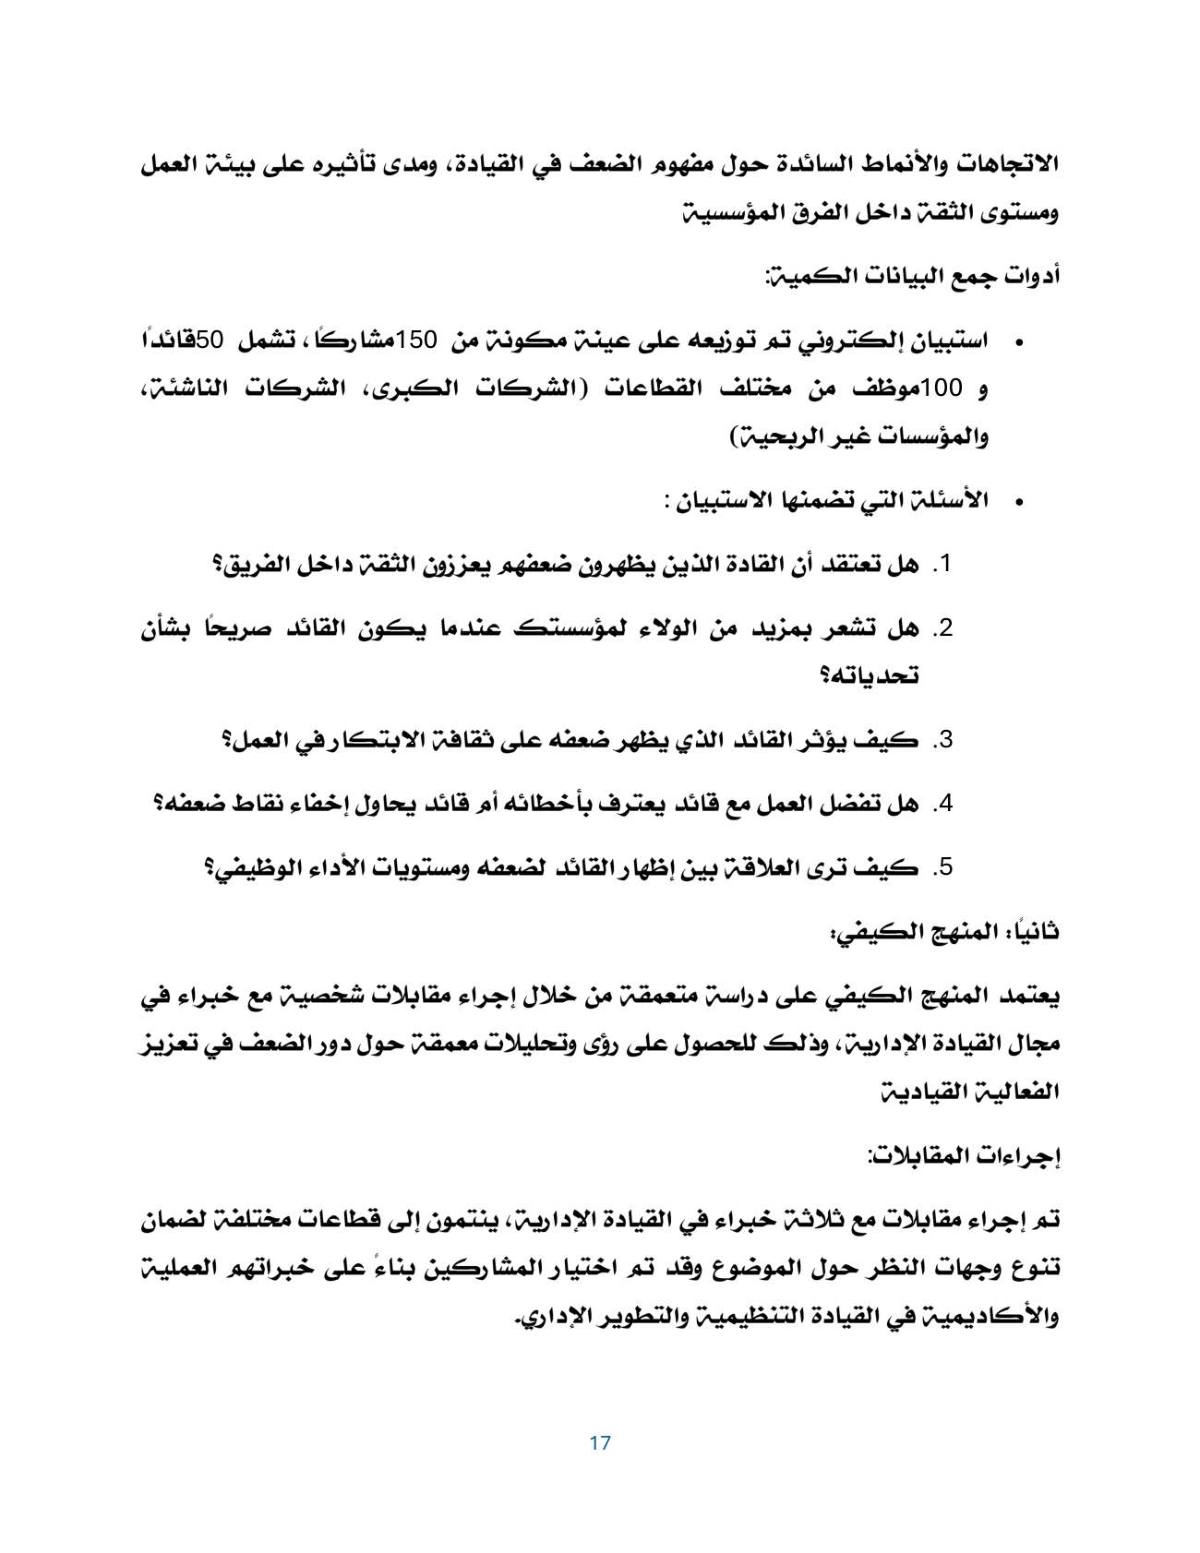 الاتجاهات والأنماط السائدة حول مفهوم الضعف في القيادة، ومدى تأثيره على بيئة العمل
ومستوى الثقة داخل الفرق المؤسسية
أدوات جمع البيانات الكمية:
• استبيان إلكتروني تم توزيعه على عينة مكونة من 150مشاركًا، تشمل 50قائدًا
و 100موظف من مختلف القطاعات (الشركات الكبرى، الشركات الناشئة،
والمؤسسات غير الربحية)
• الأسئلة التي تضمنها الاستبيان :
1. هل تعتقد أن القادة الذين يظهرون ضعفهم يعززون الثقة داخل الفريق؟
2. هل تشعر بمزيد من الولاء لمؤسستك عندما يكون القائد صريحًا بشأن
تحدياته؟
3. كيف يؤثر القائد الذي يظهر ضعفه على ثقافة الابتكار في العمل؟
4. هل تفضل العمل مع قائد يعترف بأخطائه أم قائد يحاول إخفاء نقاط ضعفه؟
5. كيف ترى العلاقة بين إظهار القائد لضعفه ومستويات الأداء الوظيفي؟
ثانيًا: المنهج الكيفي:
يعتمد المنهج الكيفي على دراسة متعمقة من خلال إجراء مقابلات شخصية مع خبراء في
مجال القيادة الإدارية، وذلك للحصول على رؤى وتحليلات معمقة حول دور الضعف في تعزيز
الفعالية القيادية
إجراءات المقابلات:
تم إجراء مقابلات مع ثلاثة خبراء في القيادة الإدارية، ينتمون إلى قطاعات مختلفة لضمان
تنوع وجهات النظر حول الموضوع وقد تم اختيار المشاركين بناءً على خبراتهم العملية
والأكاديمية في القيادة التنظيمية والتطوير الإداري.
17